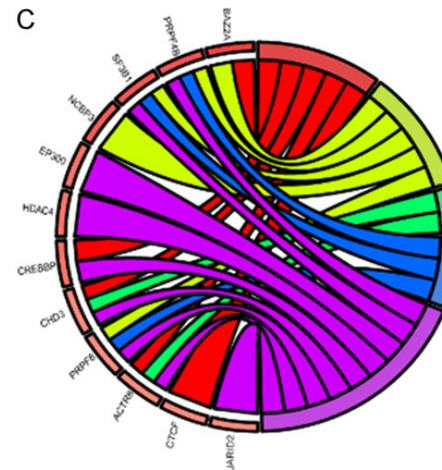 C
BAZ2A
PRPF4B
SF3B1
NCBP3
EP300
HDAC4
CREBBP
CHD3
PRPF8
ACTR8
CTCF
JARID2